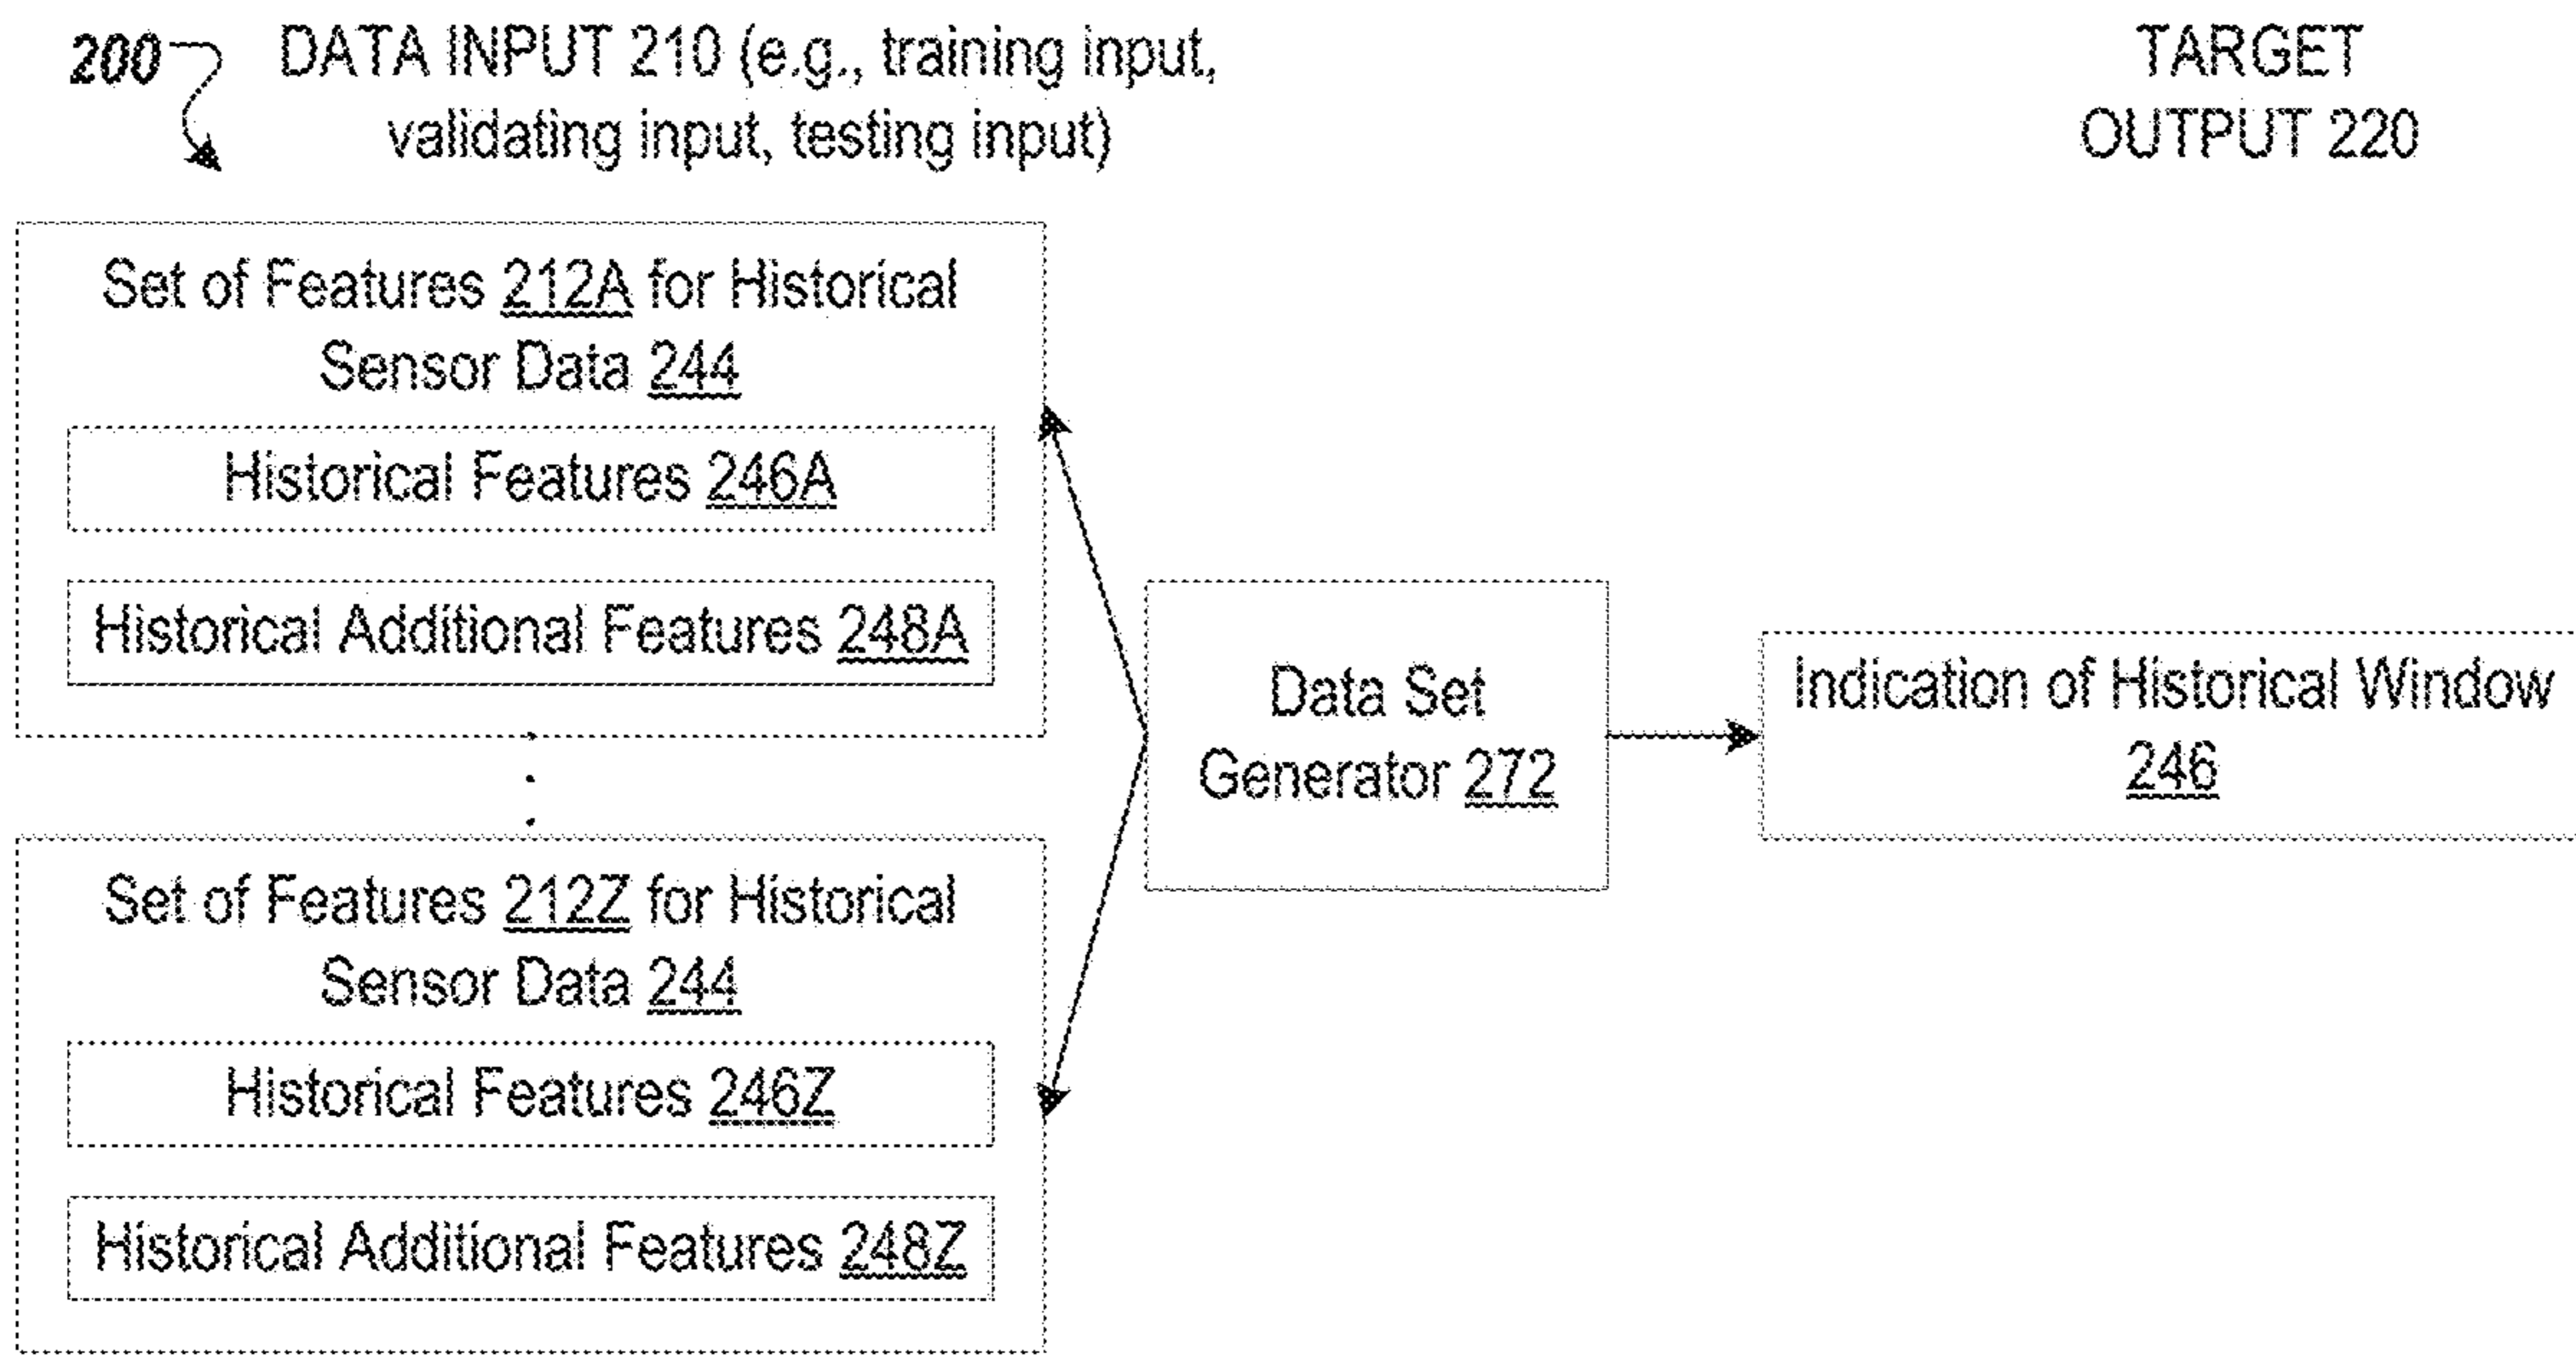 200
DATA INPUT 210 (e.g., training input,
validating input, testing input)
TARGET
OUTPUT 220
Set of Features 212A for Historical
Sensor Data 244
Historical Features 246A
Historical Additional Features 248A
Set of Features 212Z for Historical
Sensor Data 244
Historical Features 246Z
Historical Additional Features 248Z
Data Set
Generator 272
Indication of Historical Window
246